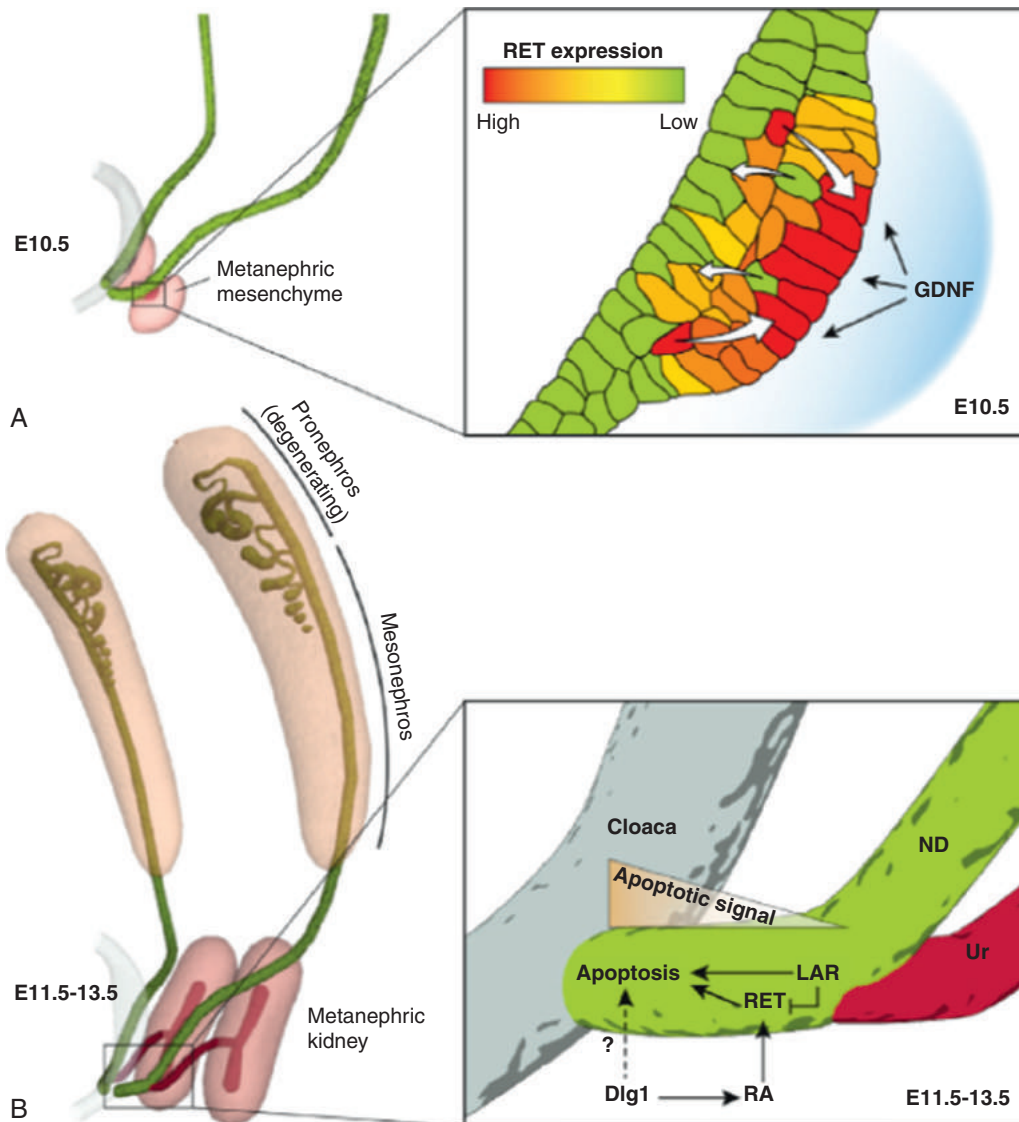 RET expression
High
Low
E10.5
Metanephric
mesenchyme
GDNF
E10.5
A
Pronephros
(degenerating)
Mesonephros
Cloaca
ND
Apoptotic signal
Ur
Apoptosis
LAR
RET
E11.5-13.5
Metanephric
kidney
?
Dlg1
RA
E11.5-13.5
B